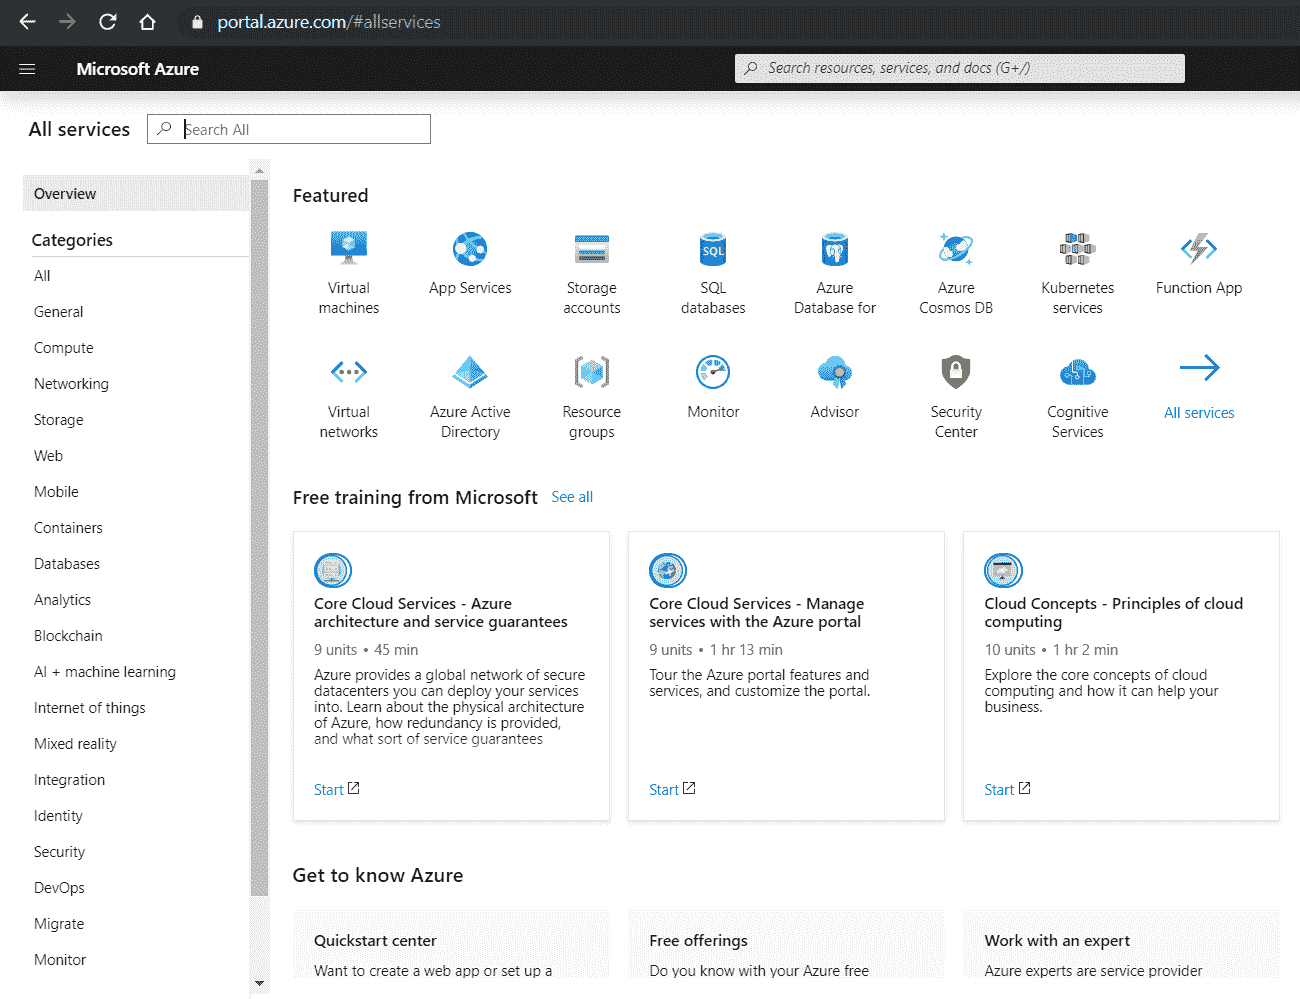 portal.azure.com/#allservices
Microsoft Azure
Search resources, services, and docs (G+/)
All services
Search All
Overview
Categories
All
General
Compute
Networking
Storage
Web
Mobile
Containers
Databases
Analytics
Blockchain
AI + machine learning
Internet of things
Mixed reality
Integration
Identity
Security
DevOps
Migrate
Monitor
Featured
Virtual
machines
App Services
Storage
accounts
SQL
SQL
databases
Azure
Database for
Azure
Cosmos DB
Kubernetes
services
Function App
Virtual
networks
Azure Active
Directory
Resource
groups
Monitor
Advisor
Security
Center
Cognitive
Services
All services
Free training from Microsoft See all
Core Cloud Services - Azure
architecture and service guarantees
9 units • 45 min
Azure provides a global network of secure
datacenters you can deploy your services
into. Learn about the physical architecture
of Azure, how redundancy is provided,
and what sort of service guarantees
Start
Core Cloud Services - Manage
services with the Azure portal
9 units • 1 hr 13 min
Tour the Azure portal features and
services, and customize the portal.
Start
Cloud Concepts - Principles of cloud
computing
10 units • 1 hr 2 min
Explore the core concepts of cloud
computing and how it can help your
business.
Start
Get to know Azure
Quickstart center
Want to create a web app or set up a
Free offerings
Do you know with your Azure free
Work with an expert
Azure experts are service provider